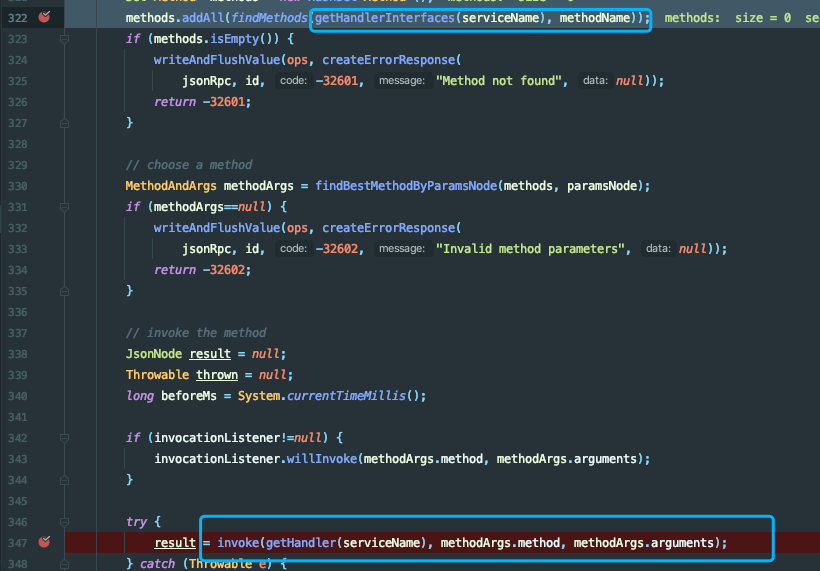 322 methods.addAll(findMethods(getHandlerInterfaces(serviceName), methodName)); methods: size = 0 se
323 if (methods.isEmpty()) {
324 writeAndFlushValue(ops, createErrorResponse(
325 jsonRpc, id, code: -32601, message: "Method not found", data: null));
326 return -32601;
327 }
328
329 // choose a method
330 MethodAndArgs methodArgs = findBestMethodByParamsNode(methods, paramsNode);
331 if (methodArgs==null) {
332 writeAndFlushValue(ops, createErrorResponse(
333 jsonRpc, id, code: -32602, message: "Invalid method parameters", data: null));
334 return -32602;
335 }
336
337 // invoke the method
338 JsonNode result = null;
339 Throwable thrown = null;
340 long beforeMs = System.currentTimeMillis();
341
342 if (invocationListener!=null) {
343 invocationListener.willInvoke(methodArgs.method, methodArgs.arguments);
344 }
345
346 try {
347 result = invoke(getHandler(serviceName), methodArgs.method, methodArgs.arguments);
348 } catch (Throwable e) {